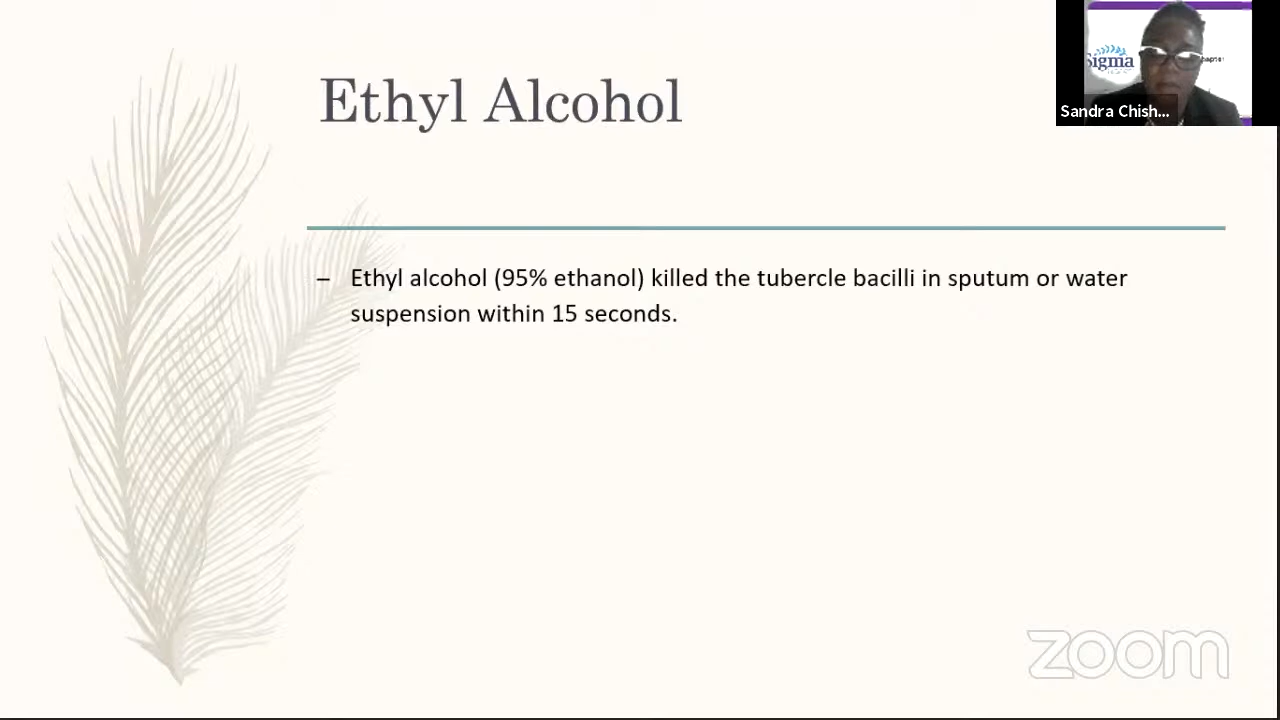 Ethyl Alcohol
Sigma
Sandra Chish...
– Ethyl alcohol (95% ethanol) killed the tubercle bacilli in sputum or water
suspension within 15 seconds.
zoom